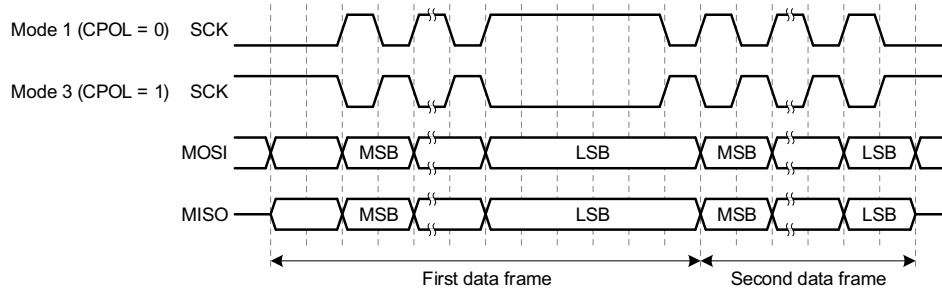 Mode 1 (CPOL = 0) SCK
Mode 3 (CPOL = 1) SCK
MOSI MSB LSB MSB LSB
MISO MSB LSB MSB LSB
First data frame Second data frame